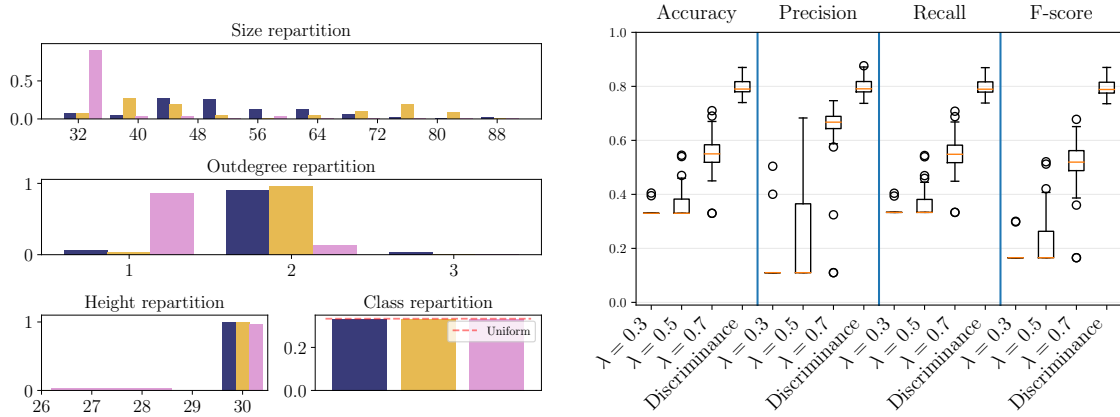 Size repartition
0.5
0.0
32 40 48 56 64 72 80 88
Outdegree repartition
1
0
1 2 3
Height repartition
1
0
26 27 28 29 30
Class repartition
0.2
0.0
Uniform
Accuracy Precision Recall F-score
1.0
0.8
0.6
0.4
0.2
0.0
λ = 0.3
λ = 0.5
λ = 0.7
Discriminance
λ = 0.3
λ = 0.5
λ = 0.7
Discriminance
λ = 0.3
λ = 0.5
λ = 0.7
Discriminance
λ = 0.3
λ = 0.5
λ = 0.7
Discriminance